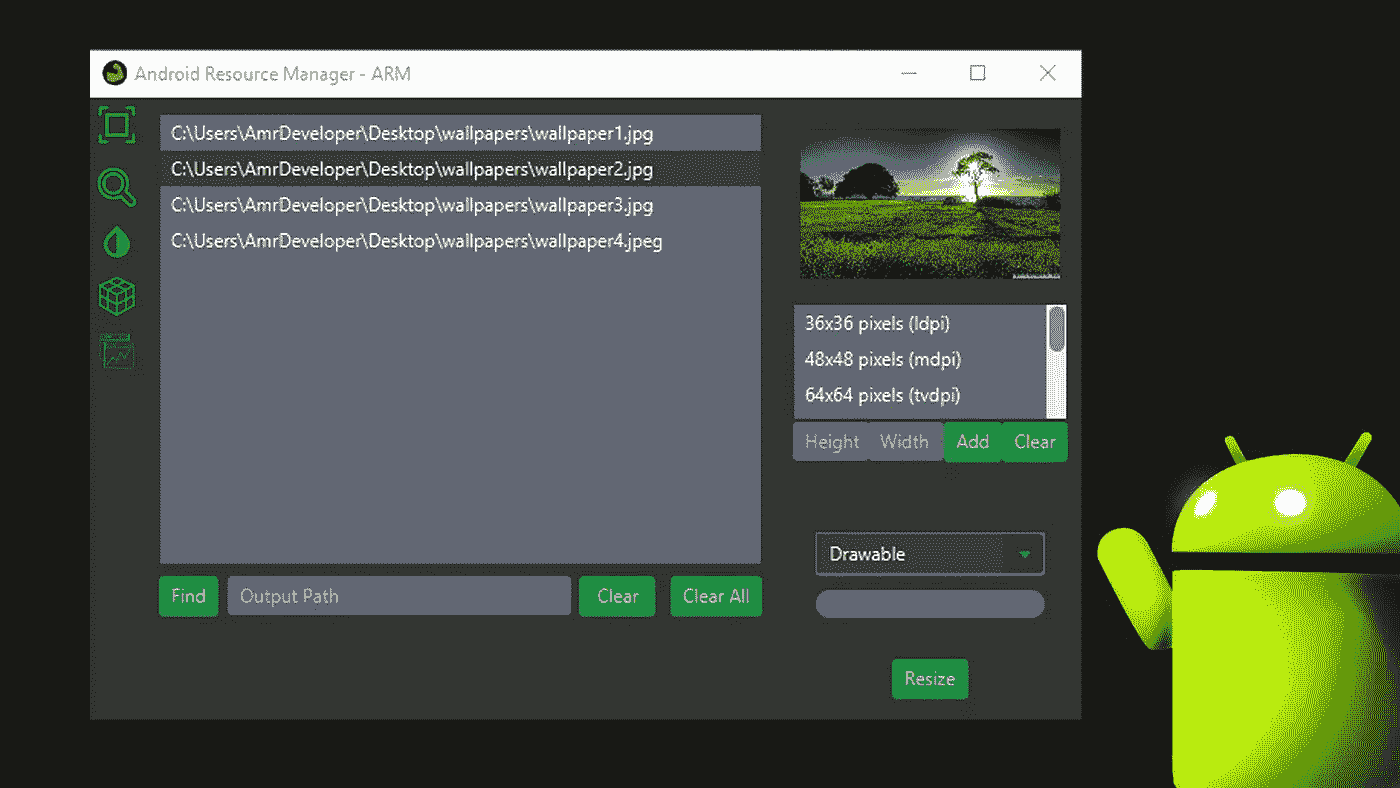 Android Resource Manager - ARM
C:\Users\AmrDeveloper\Desktop\wallpapers\wallpaper1.jpg
C:\Users\AmrDeveloper\Desktop\wallpapers\wallpaper2.jpg
C:\Users\AmrDeveloper\Desktop\wallpapers\wallpaper3.jpg
C:\Users\AmrDeveloper\Desktop\wallpapers\wallpaper4.jpeg
36x36 pixels (ldpi)
48x48 pixels (mdpi)
64x64 pixels (tvdpi)
Height Width Add Clear
Drawable
Find Output Path Clear Clear All
Resize